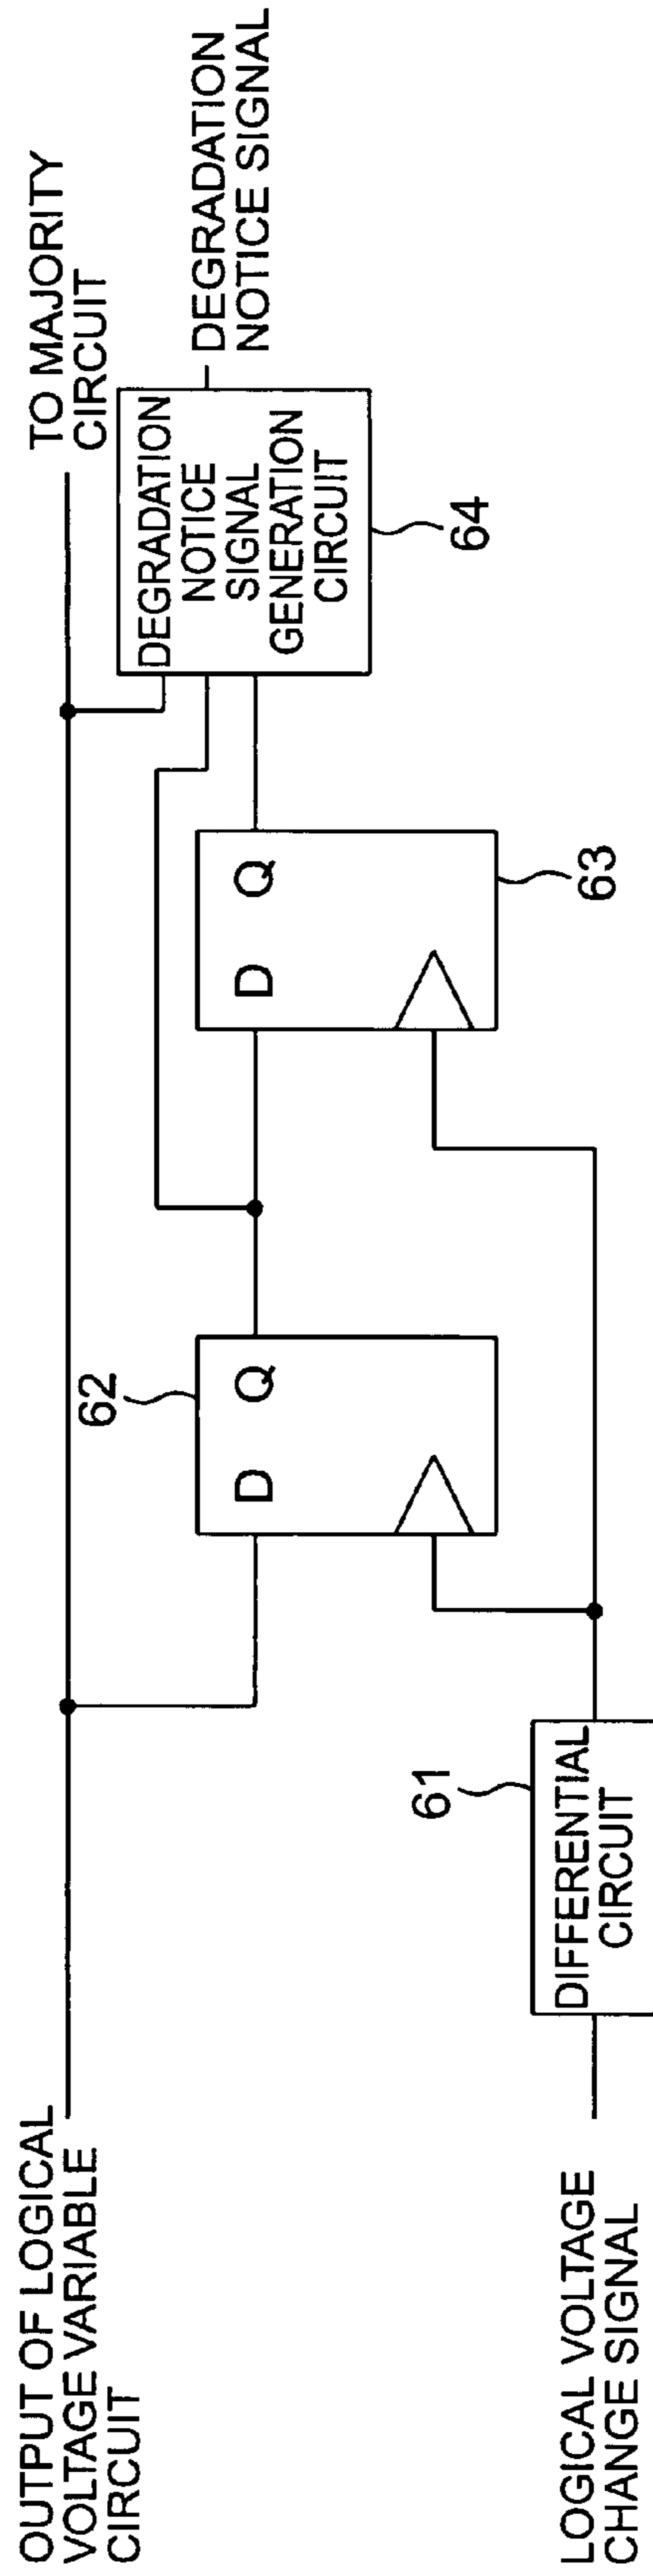 OUTPUT OF LOGICAL
VOLTAGE VARIABLE
CIRCUIT
TO MAJORITY
CIRCUIT
62
D Q
D Q
63
DEGRADATION
NOTICE
SIGNAL
GENERATION
CIRCUIT
64
DEGRADATION
NOTICE SIGNAL
LOGICAL VOLTAGE
CHANGE SIGNAL
61
DIFFERENTIAL
CIRCUIT